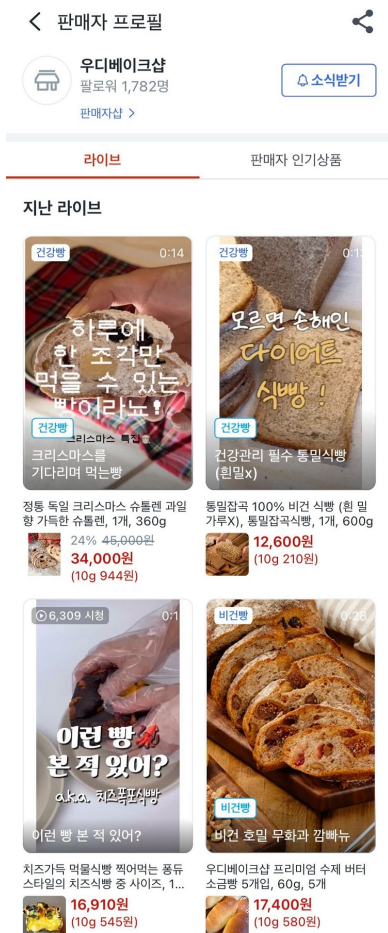 판매자 프로필
우디베이크샵
팔로워 1,782명
소식받기
판매자샵 >
라이브
판매자 인기상품
지난 라이브
건강빵
0:14
하루에
한 조각만
먹을 수 있는
빵이라뇨!
건강빵
크리스마스 특집
크리스마스를
기다리며 먹는빵
정통 독일 크리스마스 슈톨렌 과일
향 가득한 슈톨렌, 1개, 360g
24% 45,000원
34,000원
(10g 944원)
건강빵
모르면 손해인
다이어트
식빵 !
건강빵
건강관리 필수 통밀식빵
(흰밀x)
통밀잡곡 100% 비건 식빵 (흰 밀
가루X), 통밀잡곡식빵, 1개, 600g
12,600원
(10g 210원)
6,309 시청
이런 빵
본 적 있어?
a.k.a. 치즈폭포식빵
이런 빵 본 적 있어?
치즈가득 먹물식빵 찍어먹는 퐁듀
스타일의 치즈식빵 중 사이즈, 1...
16,910원
(10g 545원)
비건빵
0:28
비건빵
비건 호밀 무화과 깜빠뉴
우디베이크샵 프리미엄 수제 버터
소금빵 5개입, 60g, 5개
17,400원
(10g 580원)